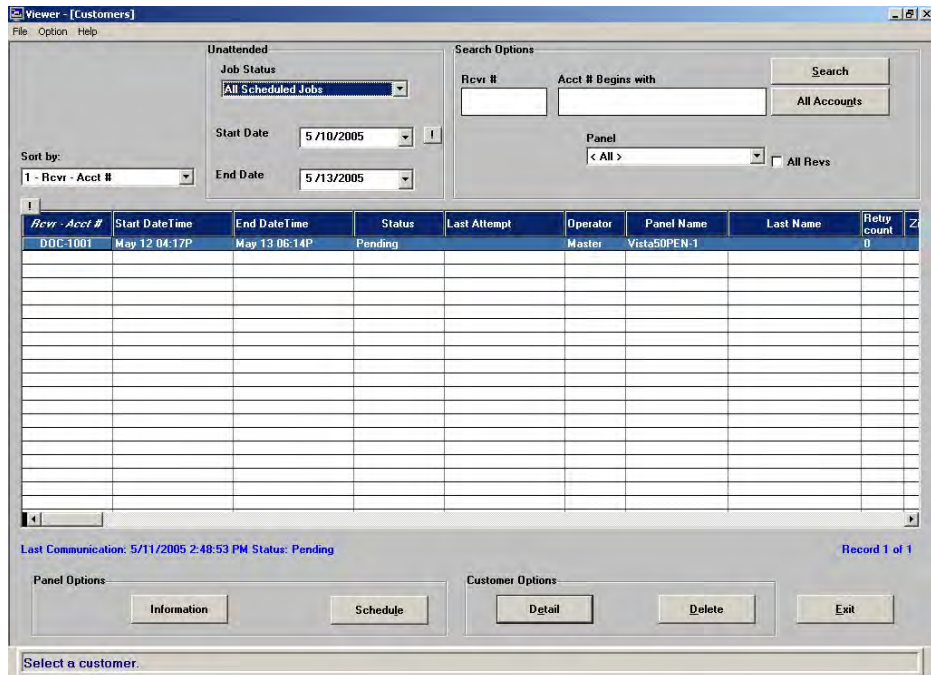 Viewer - [Customers]
File Option Help
Unattended
Job Status
All Scheduled Jobs
Start Date 5 /10/2005 !
End Date 5 /13/2005
Sort by:
1 - Rcvr - Acct #
Search Options
Rcvr # Acct # Begins with
Search
All Accounts
Panel
< All > All Revs
!
Rcvr - Acct # Start DateTime End DateTime Status Last Attempt Operator Panel Name Last Name Retry count
DOC-1001 May 12 04:17P May 13 06:14P Pending Master Vista50PEN-1 0
Last Communication: 5/11/2005 2:48:53 PM Status: Pending Record 1 of 1
Panel Options
Information Schedule
Customer Options
Detail Delete Exit
Select a customer.